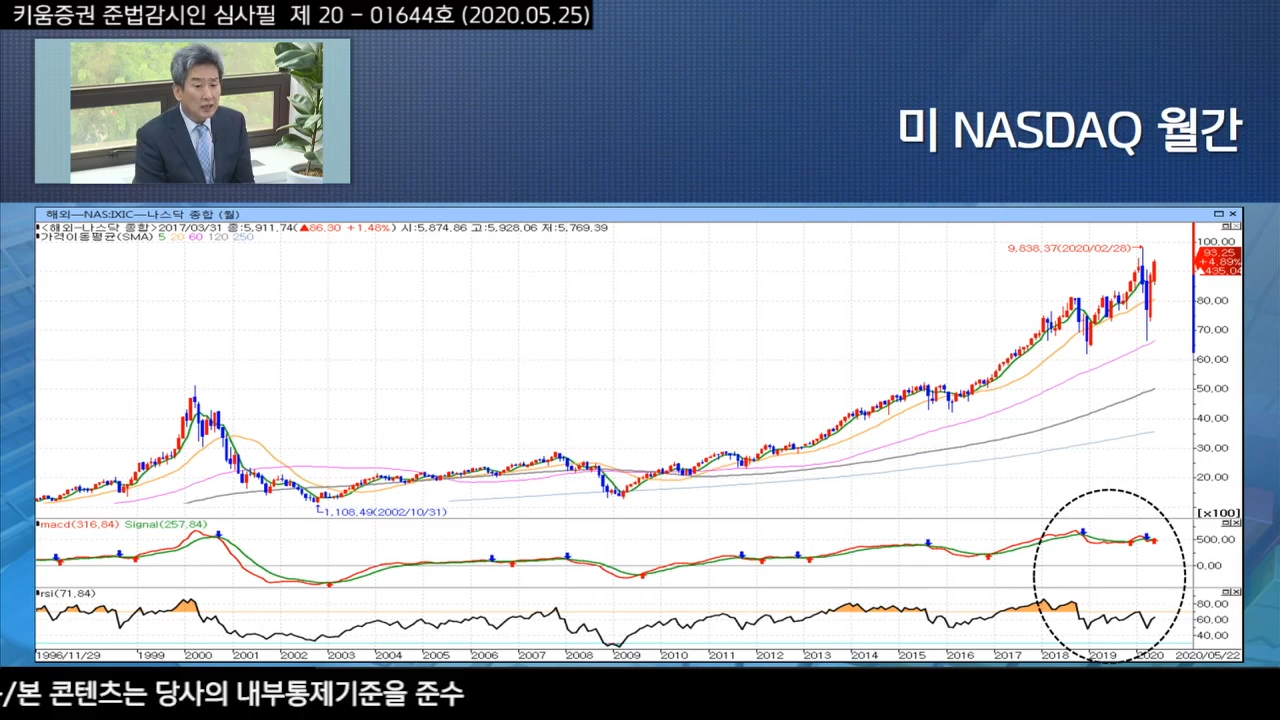 키움증권 준법감시인 심사필 제 20 - 01644호 (2020.05.25)
미 NASDAQ 월간
해외—NAS:IXIC—나스닥 종합 (월)
<해외-나스닥 종합>2017/03/31 종:5,911.74(▲86.30 +1.48%) 시:5,874.86 고:5,928.06 저:5,769.39
가격이동평균(SMA) 5 20 60 120 250
9,838.37(2020/02/28)→
100.00
93.25
+4.89%
▲435.04
80.00
70.00
60.00
50.00
40.00
30.00
20.00
1,108.49(2002/10/31)
[×100]
macd(316,84) Signal(257,84)
500.00
0.00
rsi(71,84)
80.00
60.00
40.00
1996/11/29 1999 2000 2001 2002 2003 2004 2005 2006 2007 2008 2009 2010 2011 2012 2013 2014 2015 2016 2017 2018 2019 2020 2020/05/22
/본 콘텐츠는 당사의 내부통제기준을 준수